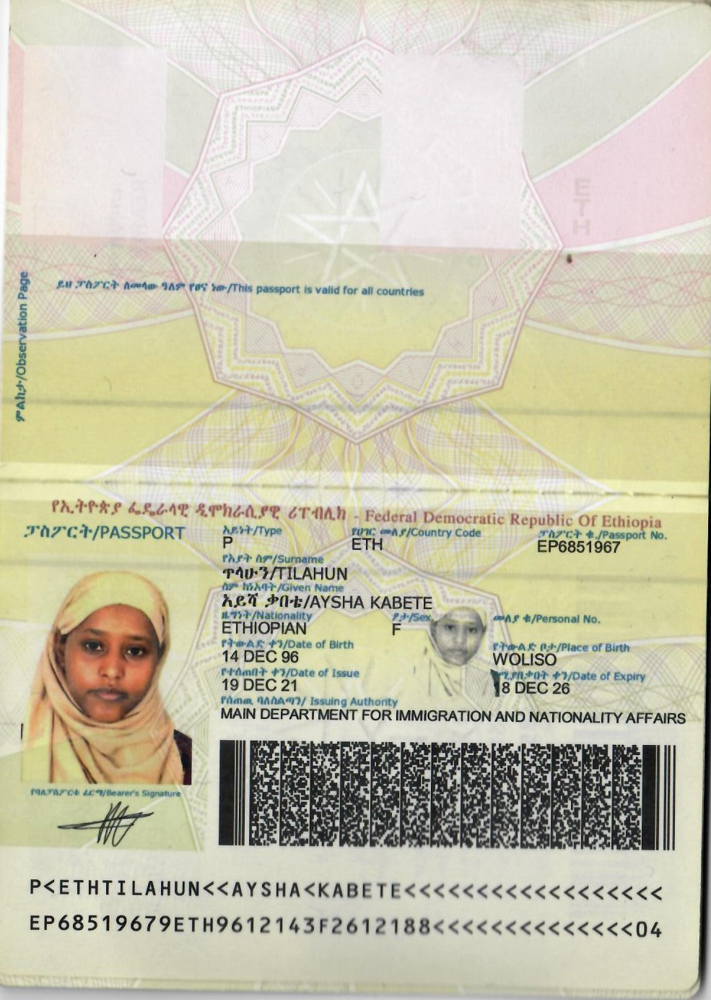 ይህ ፓስፖርት ለመላው ዓለም የፀና ነው/This passport is valid for all countries
ምልከታ/Observation Page
የኢትዮጵያ ፌዴራላዊ ዲሞክራሲያዊ ሪፐብሊክ - Federal Democratic Republic Of Ethiopia
ፓስፖርት/PASSPORT
ዓይነት/Type
P
የሀገር መለያ/Country Code
ETH
ፓስፖርት ቁ./Passport No.
EP6851967
የአያት ስም/Surname
ጥላሁን/TILAHUN
ስም ከነአባት/Given Name
አይሻ ቃበቴ/AYSHA KABETE
ዜግነት/Nationality
ETHIOPIAN
ፆታ/Sex
F
መለያ ቁ/Personal No.
የትውልድ ቀን/Date of Birth
14 DEC 96
የትውልድ ቦታ/Place of Birth
WOLISO
የተሰጠበት ቀን/Date of Issue
19 DEC 21
የሚያበቃበት ቀን/Date of Expiry
18 DEC 26
የሰጠዉ ባለስልጣን/ Issuing Authority
MAIN DEPARTMENT FOR IMMIGRATION AND NATIONALITY AFFAIRS
የባለፓስፖርቱ ፊርማ/Bearer's Signature
P<ETHTILAHUN<<AYSHA<KABETE<<<<<<<<<<<<<<<<<<
EP68519679ETH9612143F2612188<<<<<<<<<<<<<<04
ETH